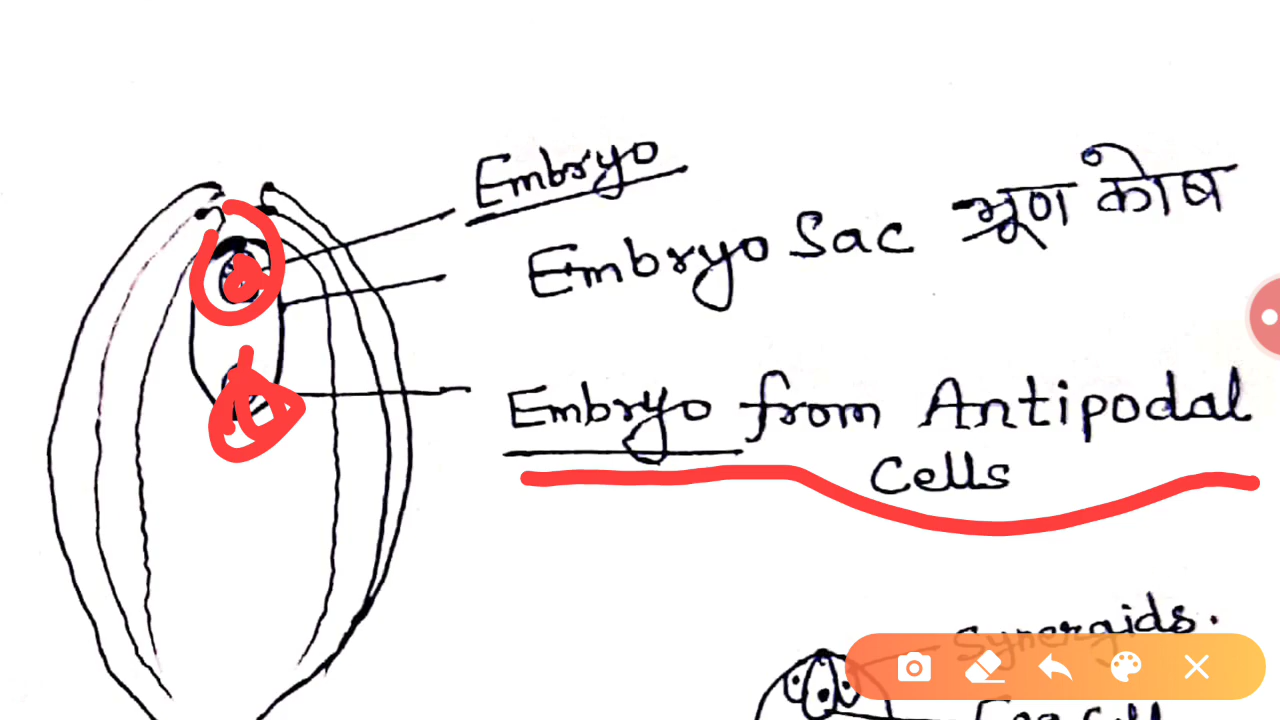 Embryo
Embryo Sac भ्रूण कोष
Embryo from Antipodal
Cells
Synergids.